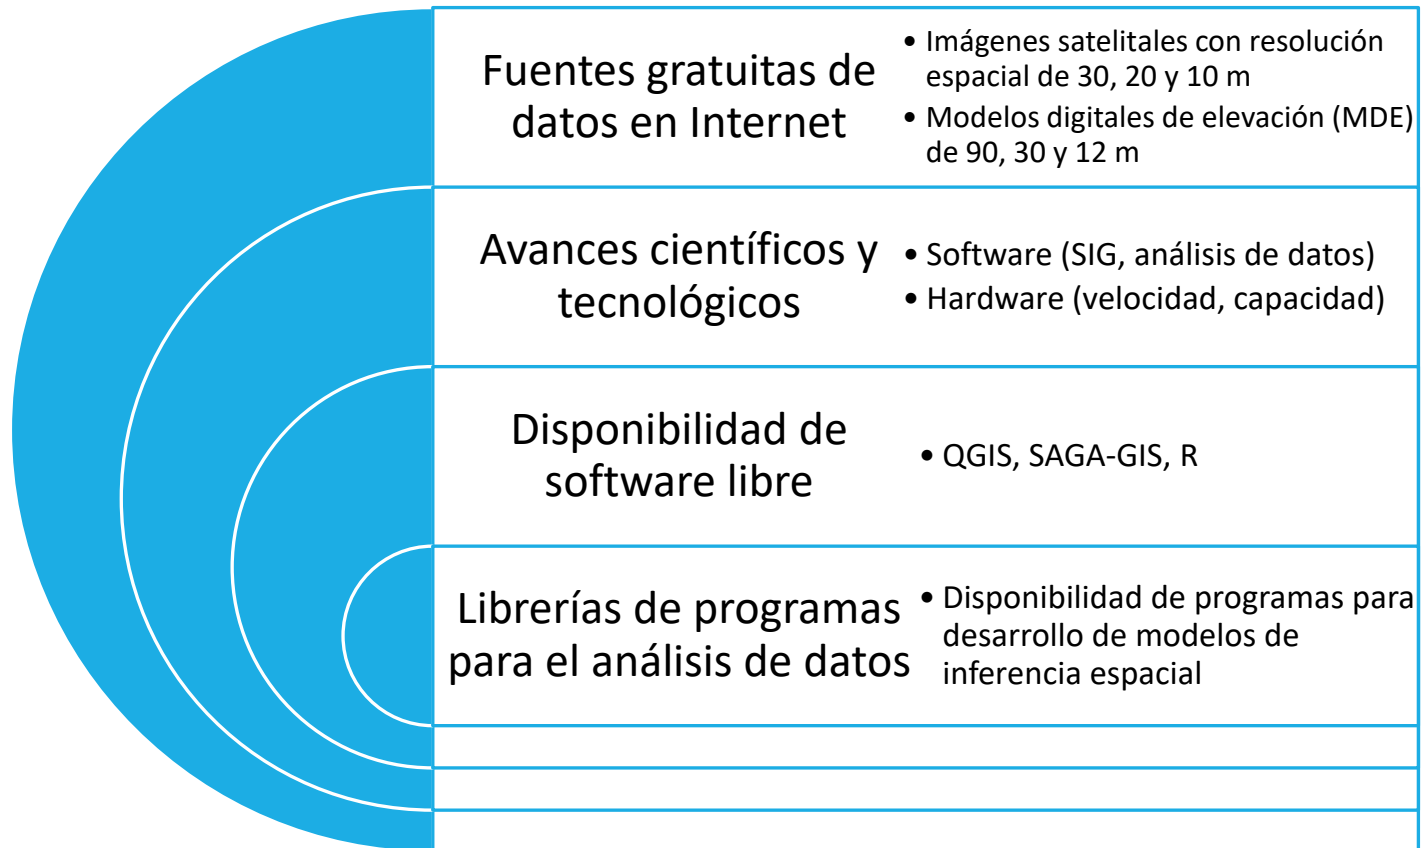 Fuentes gratuitas de
datos en Internet
• Imágenes satelitales con resolución
espacial de 30, 20 y 10 m
• Modelos digitales de elevación (MDE)
de 90, 30 y 12 m
Avances científicos y
tecnológicos
• Software (SIG, análisis de datos)
• Hardware (velocidad, capacidad)
Disponibilidad de
software libre
• QGIS, SAGA-GIS, R
Librerías de programas
para el análisis de datos
• Disponibilidad de programas para
desarrollo de modelos de
inferencia espacial